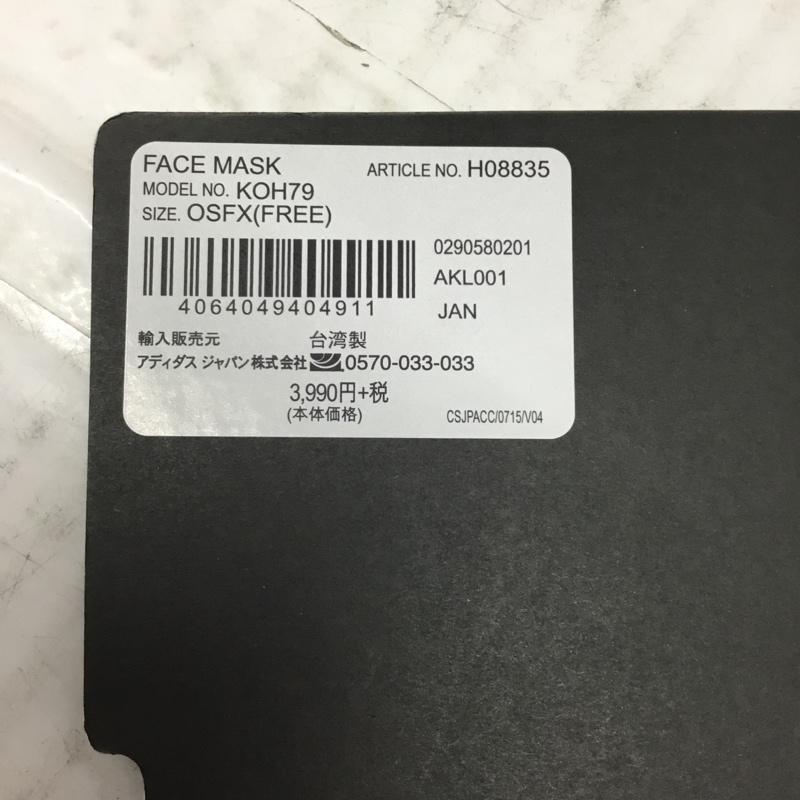 FACE MASK ARTICLE NO. H08835
MODEL NO. KOH79
SIZE. OSFX(FREE)
0290580201
AKL001
4064049404911 JAN
輸入販売元 台湾製
アディダス ジャパン株式会社 0570-033-033
3,990円+税
(本体価格) CSJPACC/0715/V04